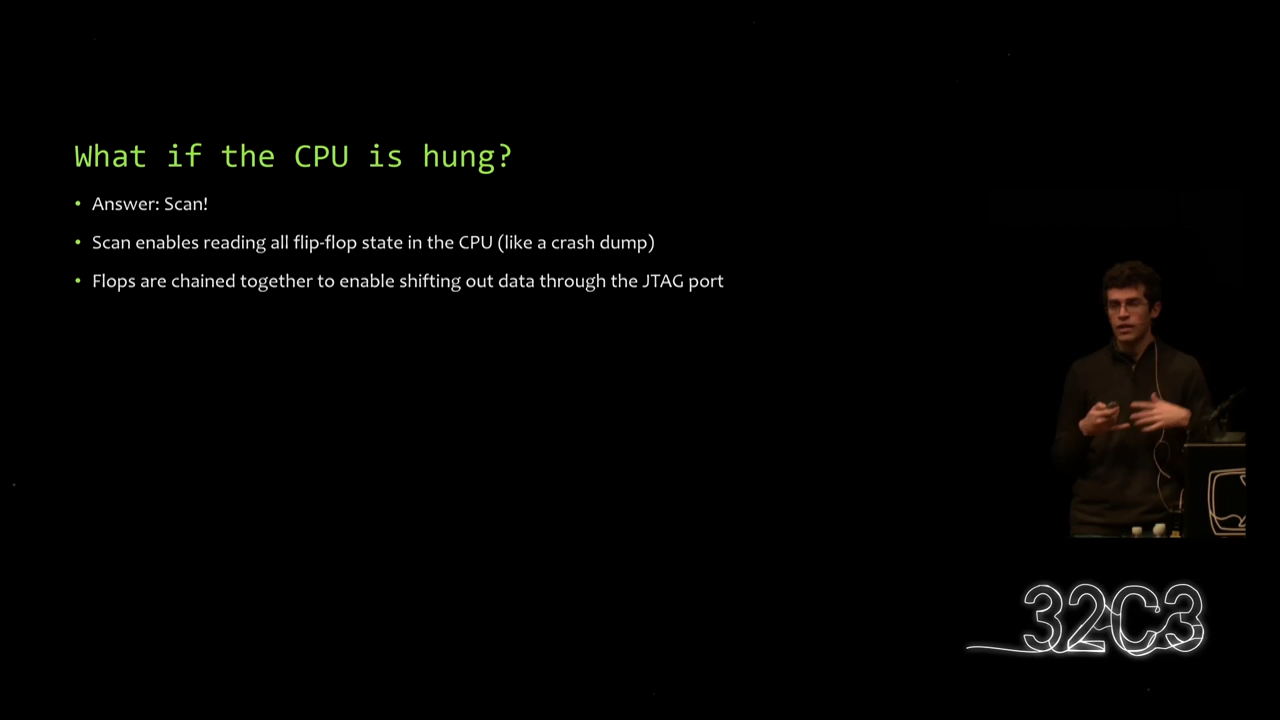 What if the CPU is hung?
• Answer: Scan!
• Scan enables reading all flip-flop state in the CPU (like a crash dump)
• Flops are chained together to enable shifting out data through the JTAG port
32C3